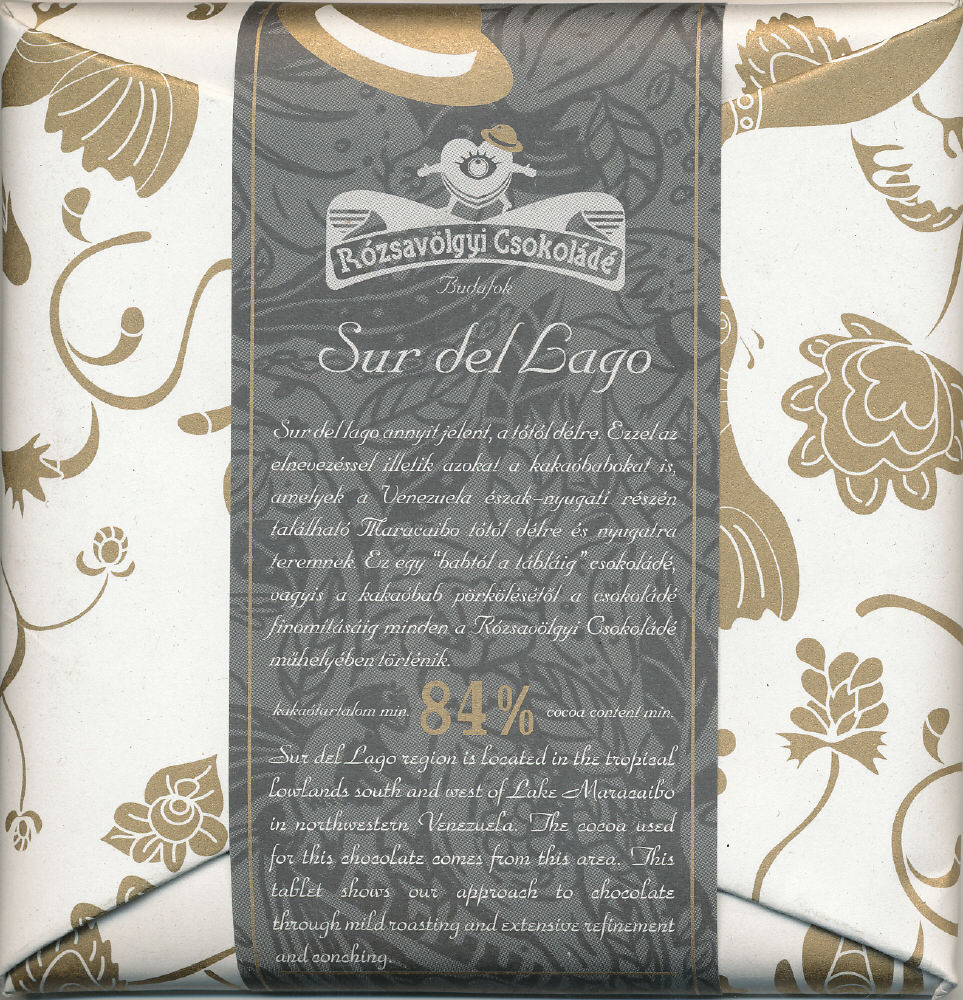 Rózsavölgyi Csokoládé
Budafok
Sur del Lago
Sur del lago annyit jelent, a tótól délre. Ezzel az
elnevezéssel illetik azokat a kakaóbabokat is,
amelyek a Venezuela észak-nyugati részén
található Maracaibo tótól délre és nyugatra
teremnek. Ez egy "babtól a tábláig" csokoládé,
vagyis a kakaóbab pörkölésétől a csokoládé
finomításáig minden a Rózsavölgyi Csokoládé
műhelyében történik.
kakaótartalom min. 84% cocoa content min.
Sur del Lago region is located in the tropical
lowlands south and west of Lake Maracaibo
in northwestern Venezuela. The cocoa used
for this chocolate comes from this area. This
tablet shows our approach to chocolate
through mild roasting and extensive refinement
and conching.